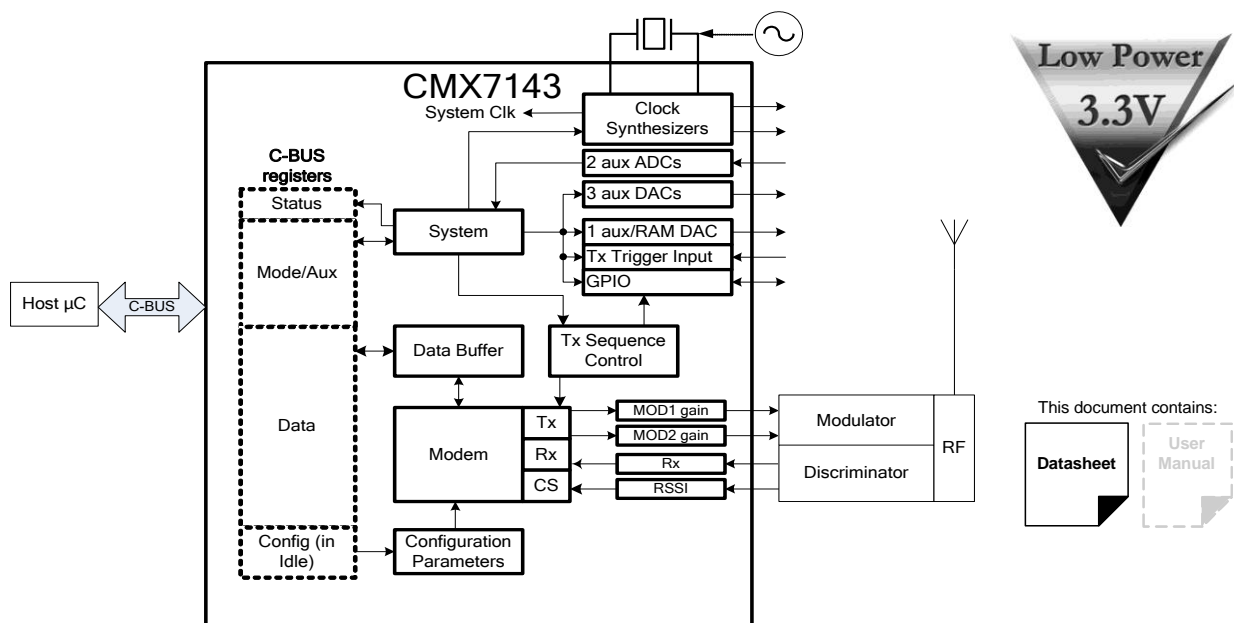 CMX7143
System Clk
Clock
Synthesizers
C-BUS
registers
Status
Mode/Aux
Data
Config (in
Idle)
Host µC
C-BUS
2 aux ADCs
3 aux DACs
System
1 aux/RAM DAC
Tx Trigger Input
GPIO
Data Buffer
Tx Sequence
Control
Modem
Tx
Rx
CS
MOD1 gain
MOD2 gain
Rx
RSSI
Modulator
Discriminator
RF
Configuration
Parameters
Low Power
3.3V
This document contains:
Datasheet
User
Manual